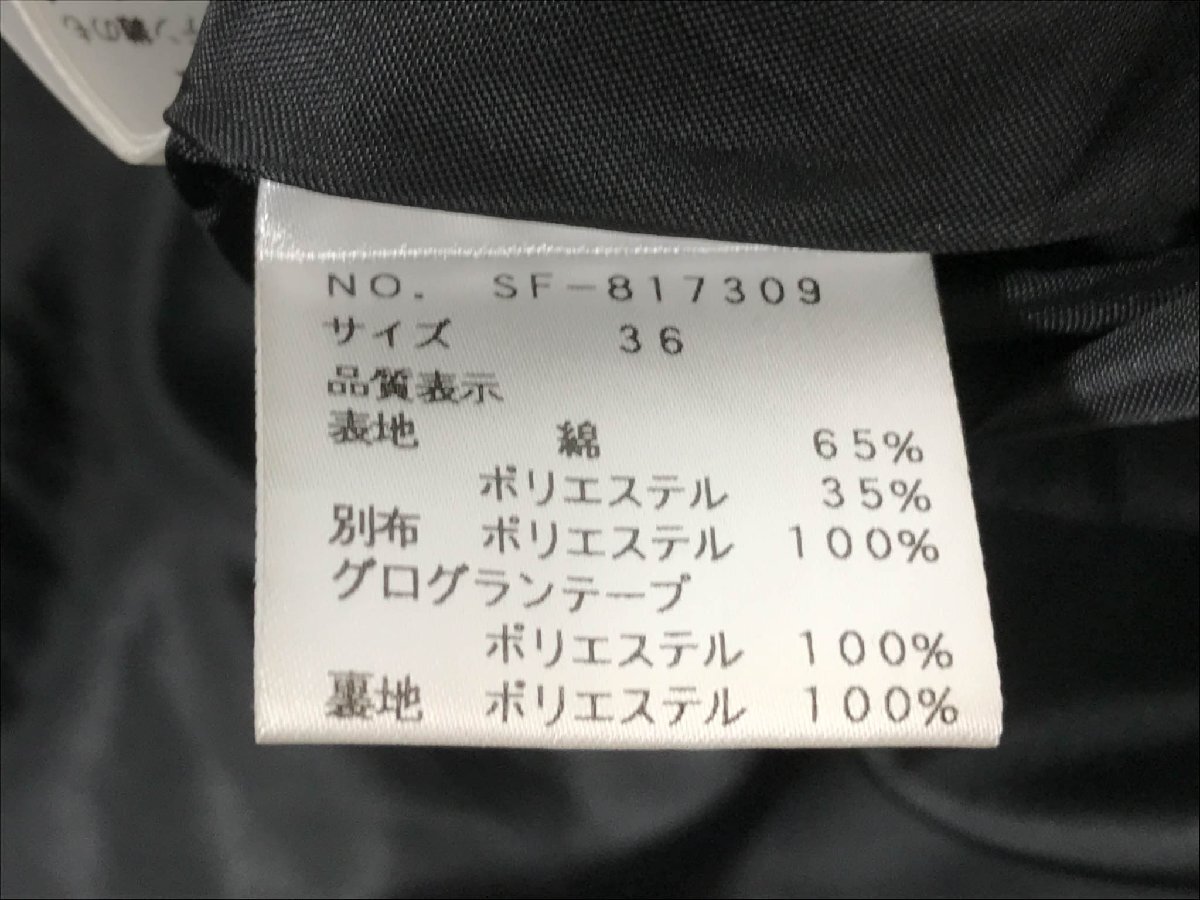 NO. SF-817309
サイズ 36
品質表示
表地 綿 65%
ポリエステル 35%
別布 ポリエステル 100%
グログランテープ
ポリエステル 100%
裏地 ポリエステル 100%